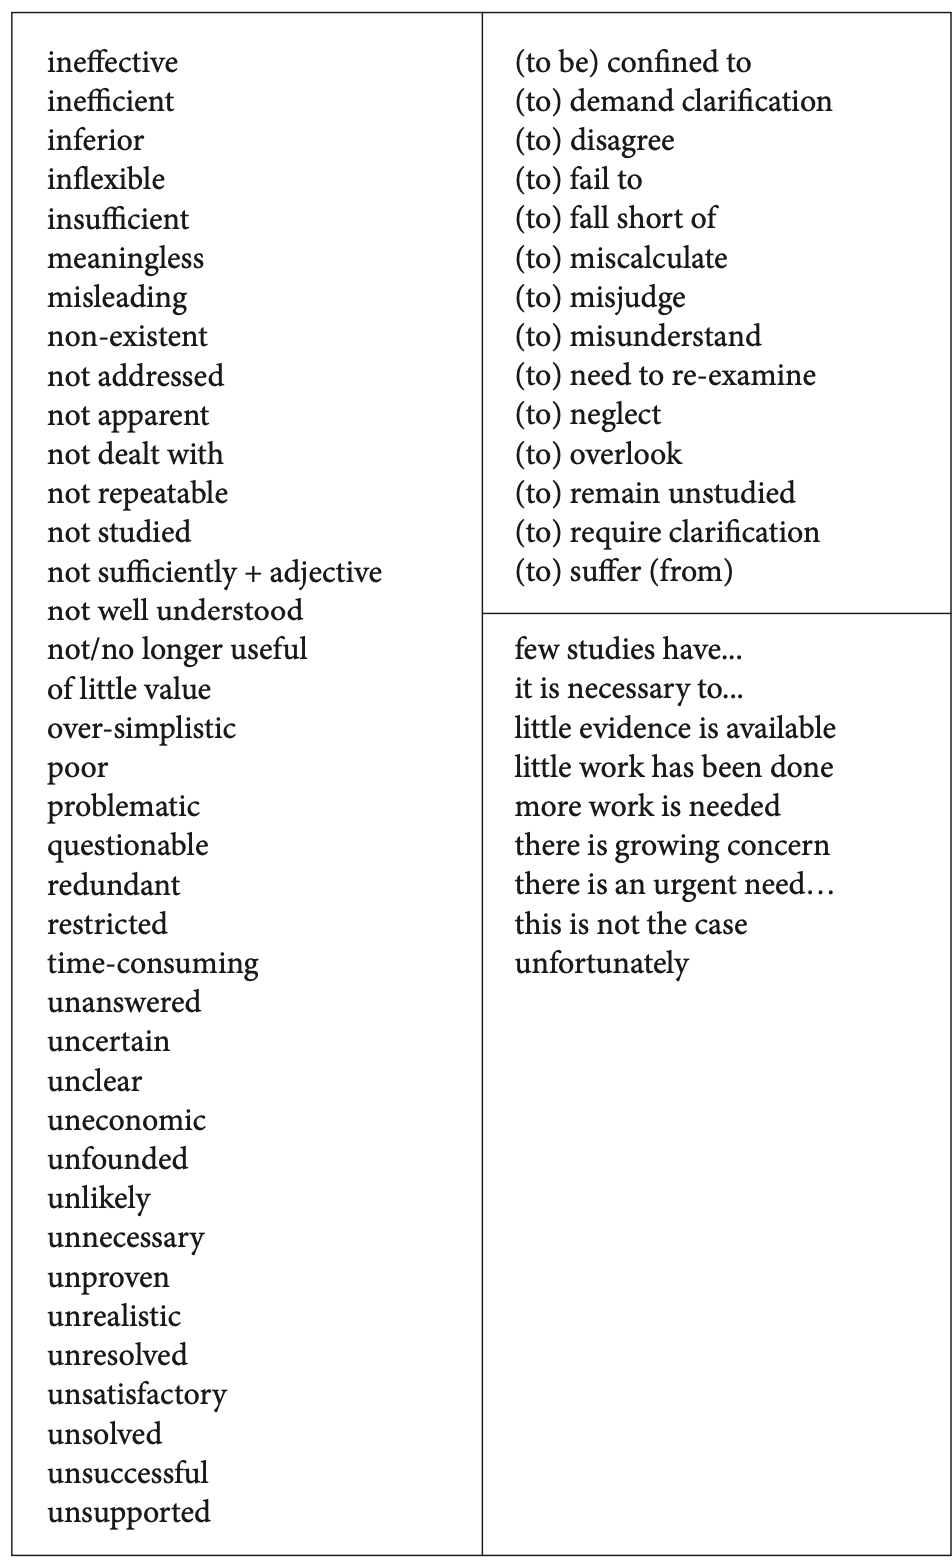 ineffective
inefficient
inferior
inflexible
insufficient
meaningless
misleading
non-existent
not addressed
not apparent
not dealt with
not repeatable
not studied
not sufficiently + adjective
not well understood
not/no longer useful
of little value
over-simplistic
poor
problematic
questionable
redundant
restricted
time-consuming
unanswered
uncertain
unclear
uneconomic
unfounded
unlikely
unnecessary
unproven
unrealistic
unresolved
unsatisfactory
unsolved
unsuccessful
unsupported
(to be) confined to
(to) demand clarification
(to) disagree
(to) fail to
(to) fall short of
(to) miscalculate
(to) misjudge
(to) misunderstand
(to) need to re-examine
(to) neglect
(to) overlook
(to) remain unstudied
(to) require clarification
(to) suffer (from)
few studies have...
it is necessary to...
little evidence is available
little work has been done
more work is needed
there is growing concern
there is an urgent need…
this is not the case
unfortunately